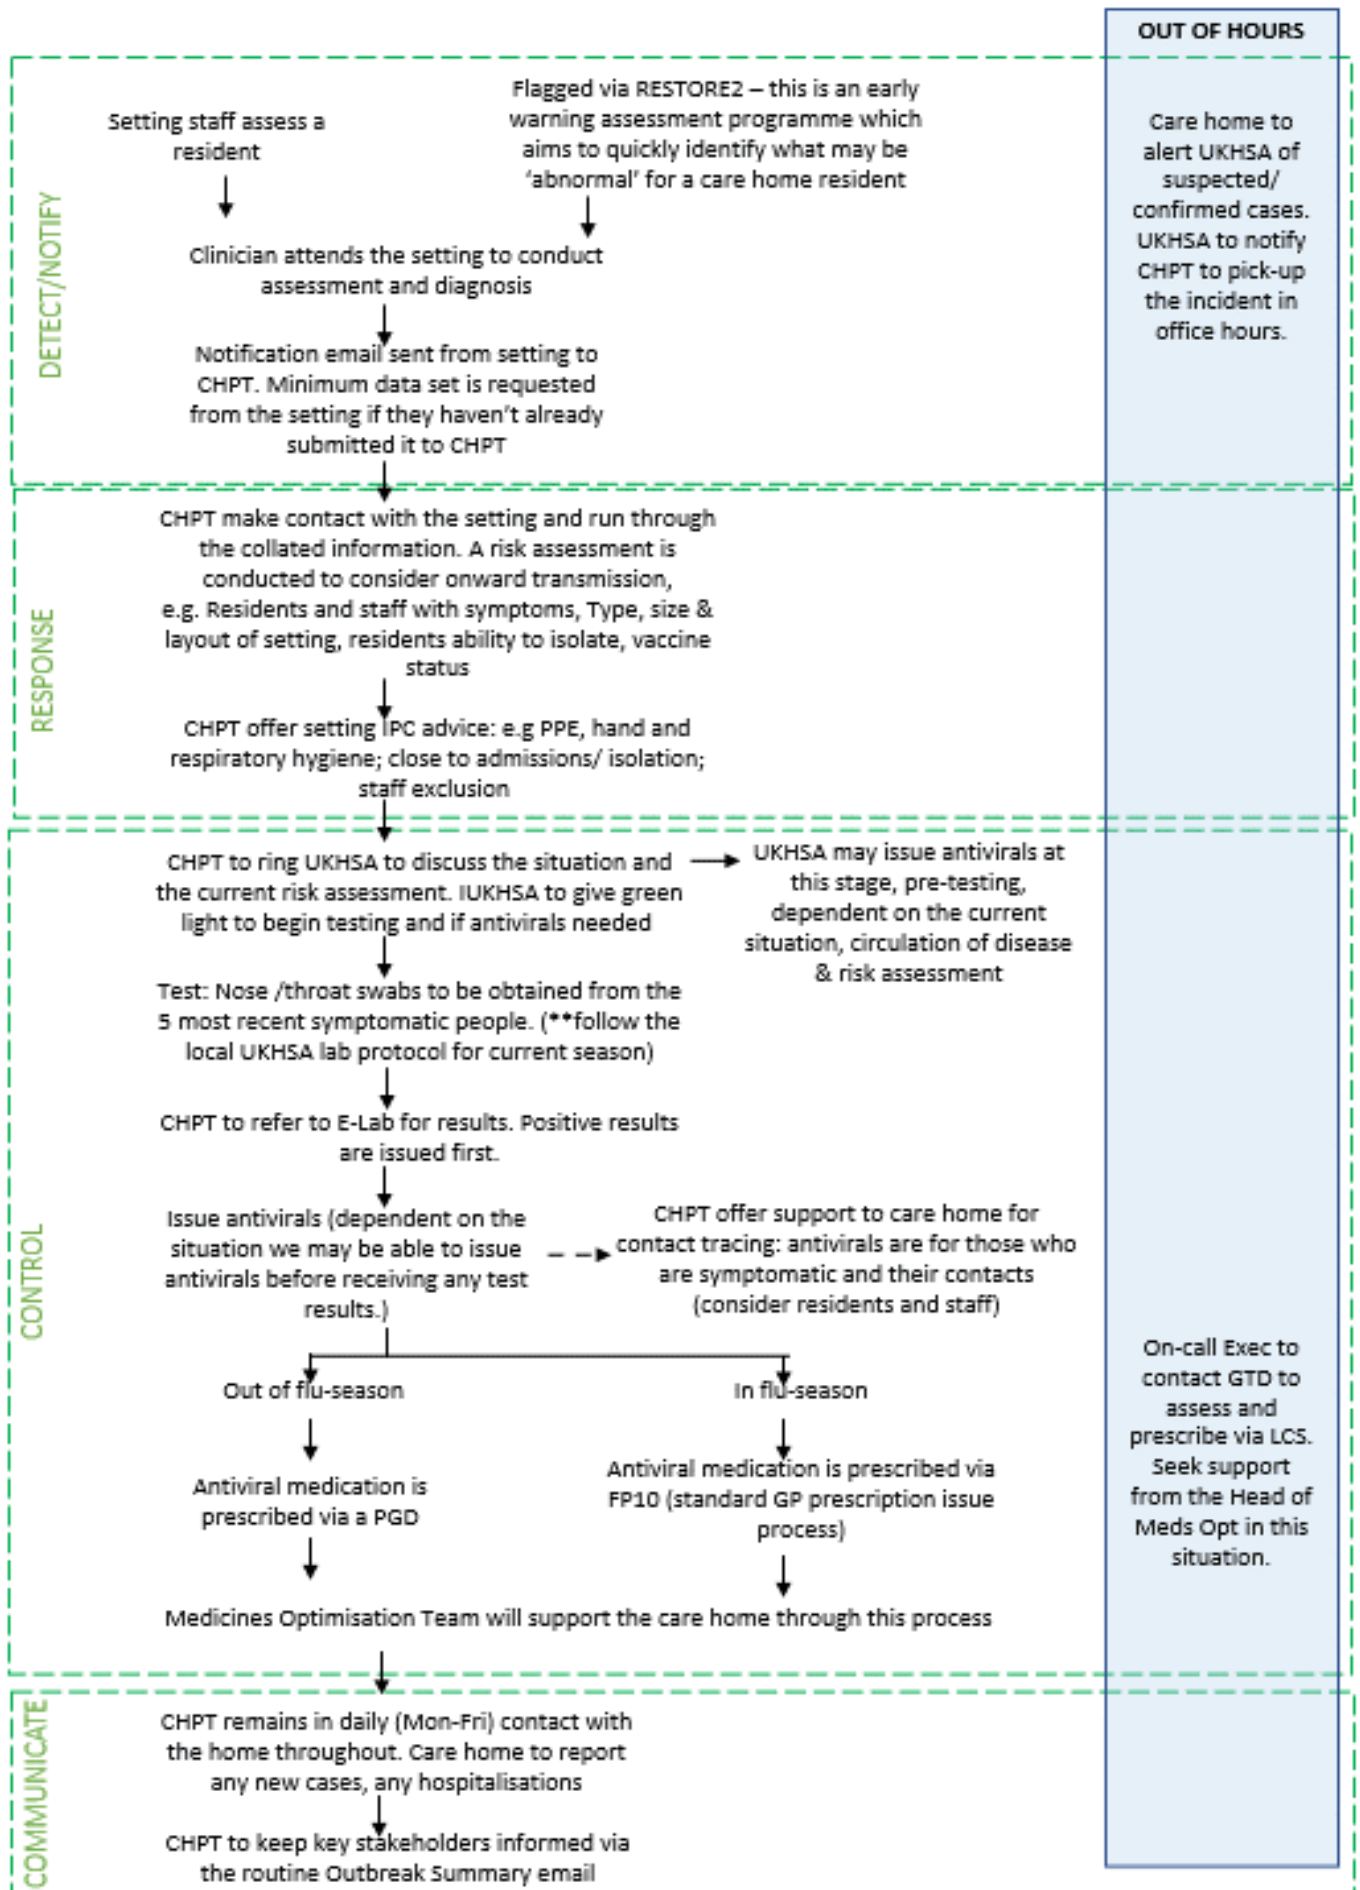 OUT OF HOURS
DETECT/NOTIFY
Setting staff assess a
resident
Flagged via RESTORE2 – this is an early
warning assessment programme which
aims to quickly identify what may be
‘abnormal’ for a care home resident
Clinician attends the setting to conduct
assessment and diagnosis
Notification email sent from setting to
CHPT. Minimum data set is requested
from the setting if they haven’t already
submitted it to CHPT
Care home to
alert UKHSA of
suspected/
confirmed cases.
UKHSA to notify
CHPT to pick-up
the incident in
office hours.
RESPONSE
CHPT make contact with the setting and run through
the collated information. A risk assessment is
conducted to consider onward transmission,
e.g. Residents and staff with symptoms, Type, size &
layout of setting, residents ability to isolate, vaccine
status
CHPT offer setting IPC advice: e.g PPE, hand and
respiratory hygiene; close to admissions/ isolation;
staff exclusion
CONTROL
CHPT to ring UKHSA to discuss the situation and
the current risk assessment. IUKHSA to give green
light to begin testing and if antivirals needed
UKHSA may issue antivirals at
this stage, pre-testing,
dependent on the current
situation, circulation of disease
& risk assessment
Test: Nose /throat swabs to be obtained from the
5 most recent symptomatic people. (**follow the
local UKHSA lab protocol for current season)
CHPT to refer to E-Lab for results. Positive results
are issued first.
Issue antivirals (dependent on the
situation we may be able to issue
antivirals before receiving any test
results.)
CHPT offer support to care home for
contact tracing: antivirals are for those who
are symptomatic and their contacts
(consider residents and staff)
Out of flu-season
In flu-season
Antiviral medication is
prescribed via a PGD
Antiviral medication is prescribed via
FP10 (standard GP prescription issue
process)
Medicines Optimisation Team will support the care home through this process
On-call Exec to
contact GTD to
assess and
prescribe via LCS.
Seek support
from the Head of
Meds Opt in this
situation.
COMMUNICATE
CHPT remains in daily (Mon-Fri) contact with
the home throughout. Care home to report
any new cases, any hospitalisations
CHPT to keep key stakeholders informed via
the routine Outbreak Summary email